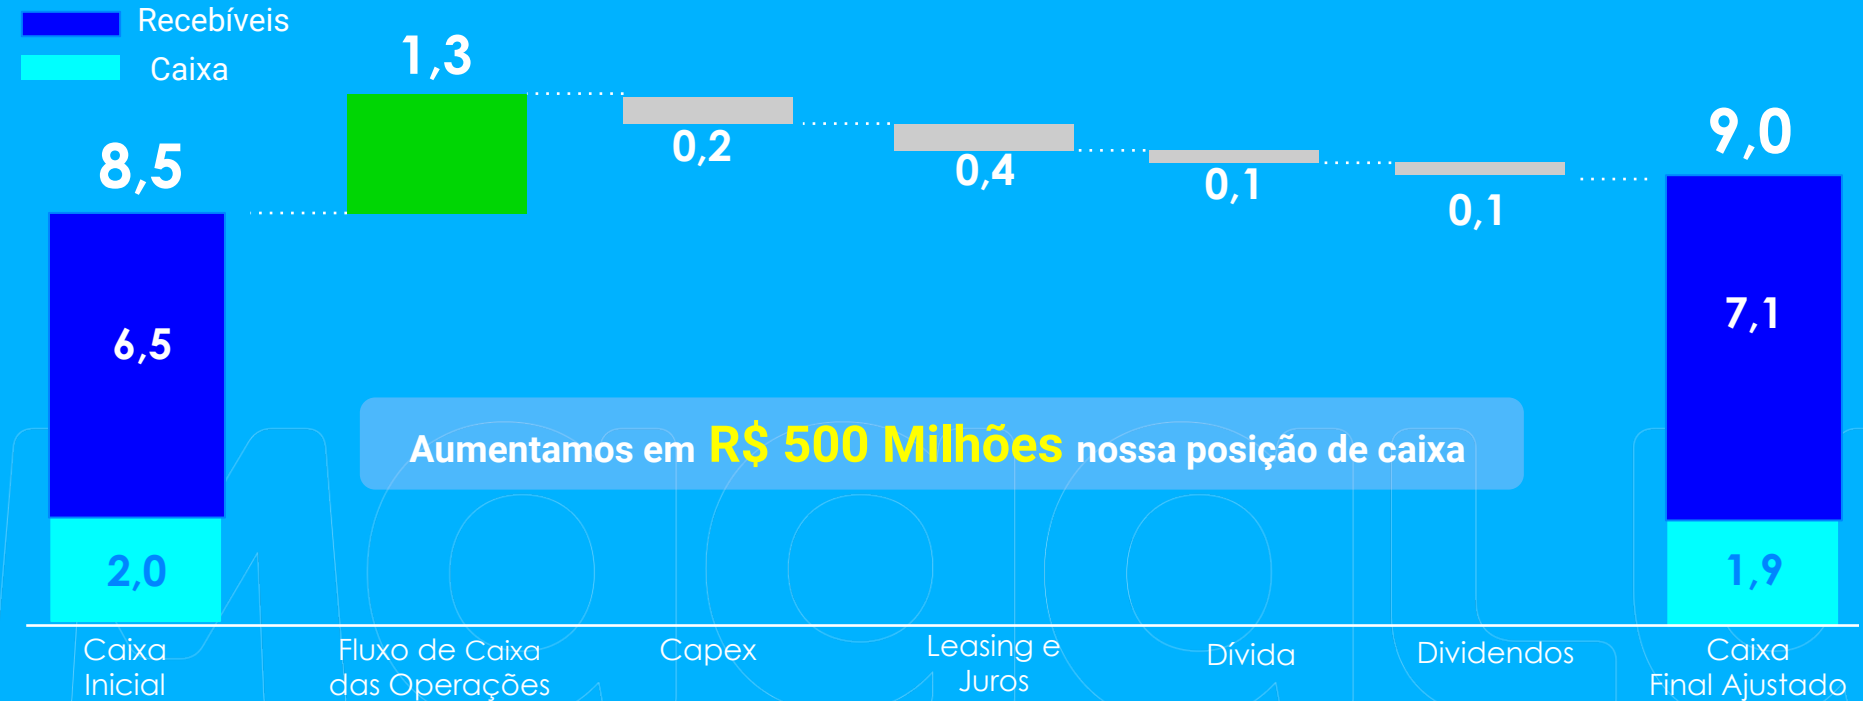 Recebíveis
Caixa
8,5
1,3
0,2
0,4
0,1
0,1
9,0
6,5
7,1
Aumentamos em R$ 500 Milhões nossa posição de caixa
2,0
1,9
Caixa
Inicial
Fluxo de Caixa
das Operações
Capex
Leasing e
Juros
Dívida
Dividendos
Caixa
Final Ajustado